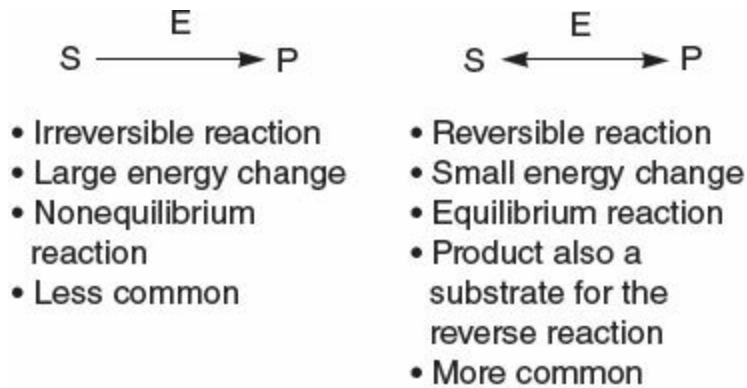 E
S → P
• Irreversible reaction
• Large energy change
• Nonequilibrium
reaction
• Less common
E
S ↔ P
• Reversible reaction
• Small energy change
• Equilibrium reaction
• Product also a
substrate for the
reverse reaction
• More common